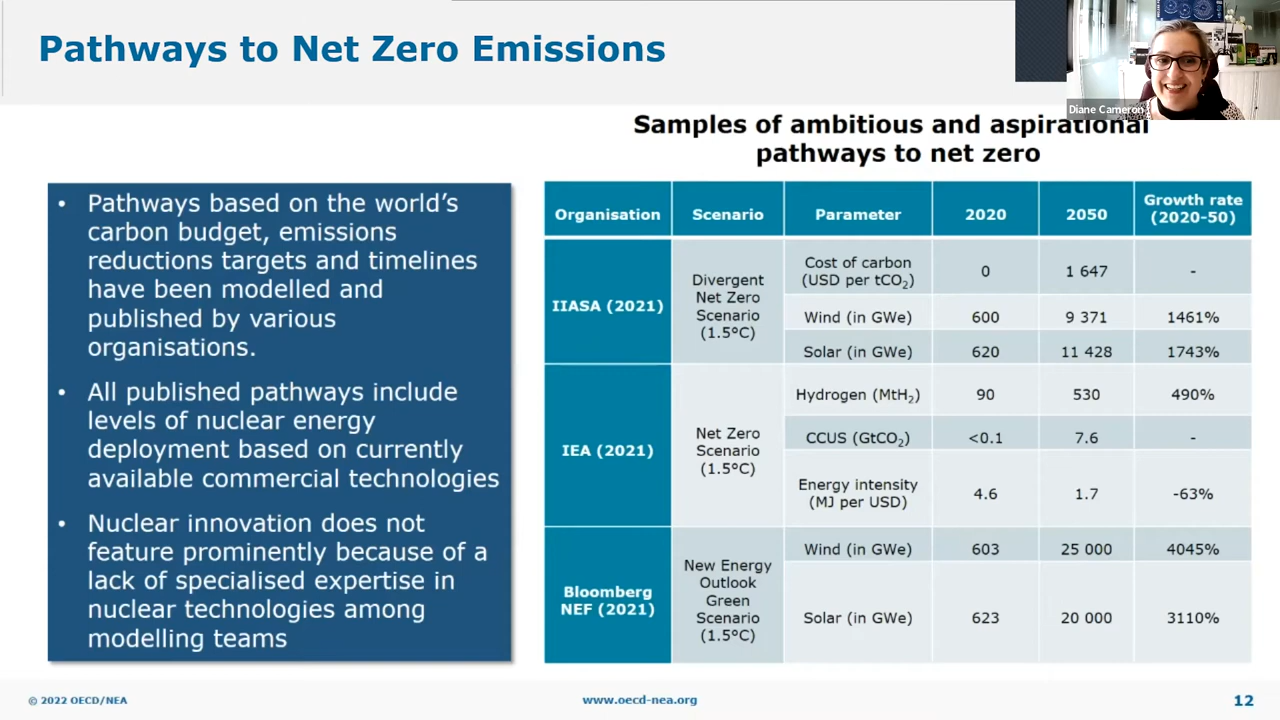 Pathways to Net Zero Emissions
Diane Cameron
Samples of ambitious and aspirational
pathways to net zero
• Pathways based on the world's
carbon budget, emissions
reductions targets and timelines
have been modelled and
published by various
organisations.
• All published pathways include
levels of nuclear energy
deployment based on currently
available commercial technologies
• Nuclear innovation does not
feature prominently because of a
lack of specialised expertise in
nuclear technologies among
modelling teams
Organisation Scenario Parameter 2020 2050 Growth rate
(2020-50)
IIASA (2021)
Divergent
Net Zero
Scenario
(1.5°C)
Cost of carbon
(USD per tCO₂)
0 1 647 -
Wind (in GWe) 600 9 371 1461%
Solar (in GWe) 620 11 428 1743%
IEA (2021)
Net Zero
Scenario
(1.5°C)
Hydrogen (MtH₂) 90 530 490%
CCUS (GtCO₂) <0.1 7.6 -
Energy intensity
(MJ per USD)
4.6 1.7 -63%
Bloomberg
NEF (2021)
New Energy
Outlook
Green
Scenario
(1.5°C)
Wind (in GWe) 603 25 000 4045%
Solar (in GWe) 623 20 000 3110%
© 2022 OECD/NEA
www.oecd-nea.org
12